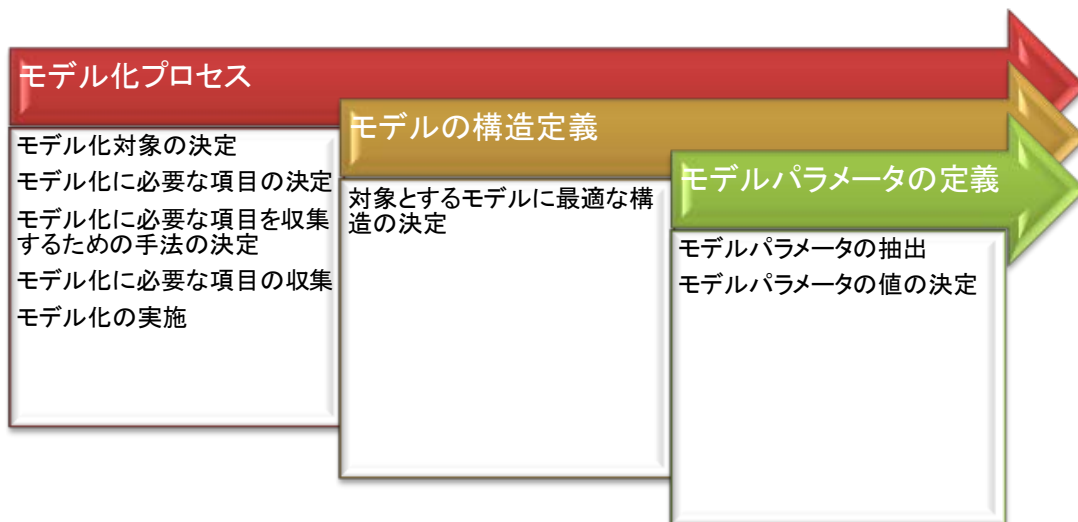 モデル化プロセス
モデル化対象の決定
モデル化に必要な項目の決定
モデル化に必要な項目を収集
するための手法の決定
モデル化に必要な項目の収集
モデル化の実施
モデルの構造定義
対象とするモデルに最適な構
造の決定
モデルパラメータの定義
モデルパラメータの抽出
モデルパラメータの値の決定